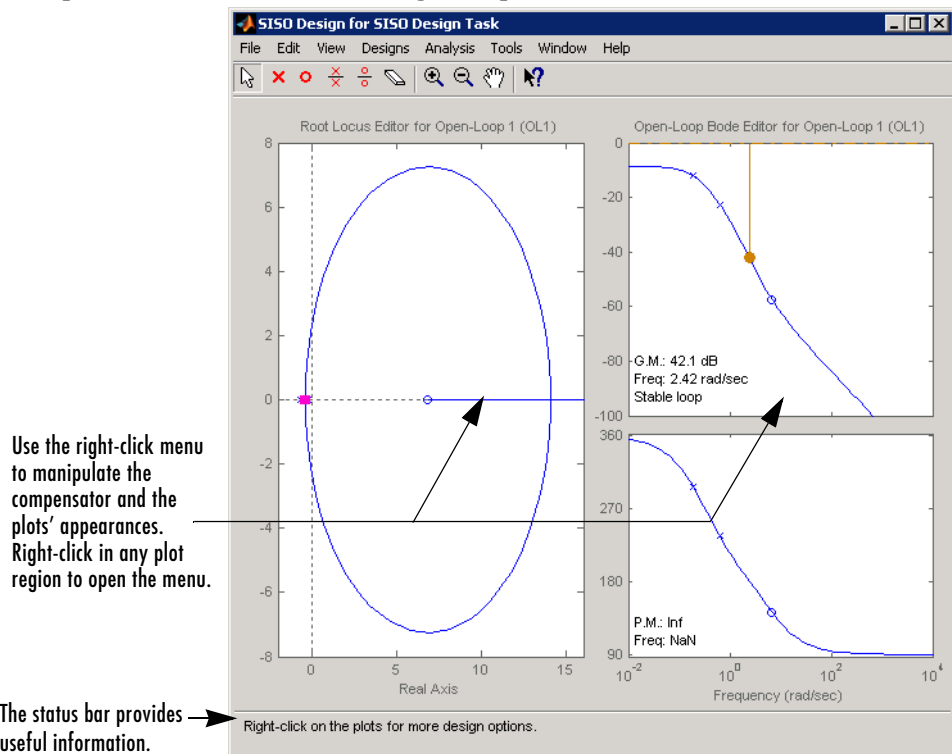 SISO Design for SISO Design Task
File Edit View Designs Analysis Tools Window Help
Root Locus Editor for Open-Loop 1 (OL1)
8
6
4
2
0
-2
-4
-6
-8
0 5 10 15
Real Axis
Open-Loop Bode Editor for Open-Loop 1 (OL1)
0
-20
-40
-60
-80
-100
G.M.: 42.1 dB
Freq: 2.42 rad/sec
Stable loop
360
270
180
90
P.M.: Inf
Freq: NaN
10^-2 10^0 10^2 10^4
Frequency (rad/sec)
Use the right-click menu
to manipulate the
compensator and the
plots' appearances.
Right-click in any plot
region to open the menu.
The status bar provides
useful information.
Right-click on the plots for more design options.